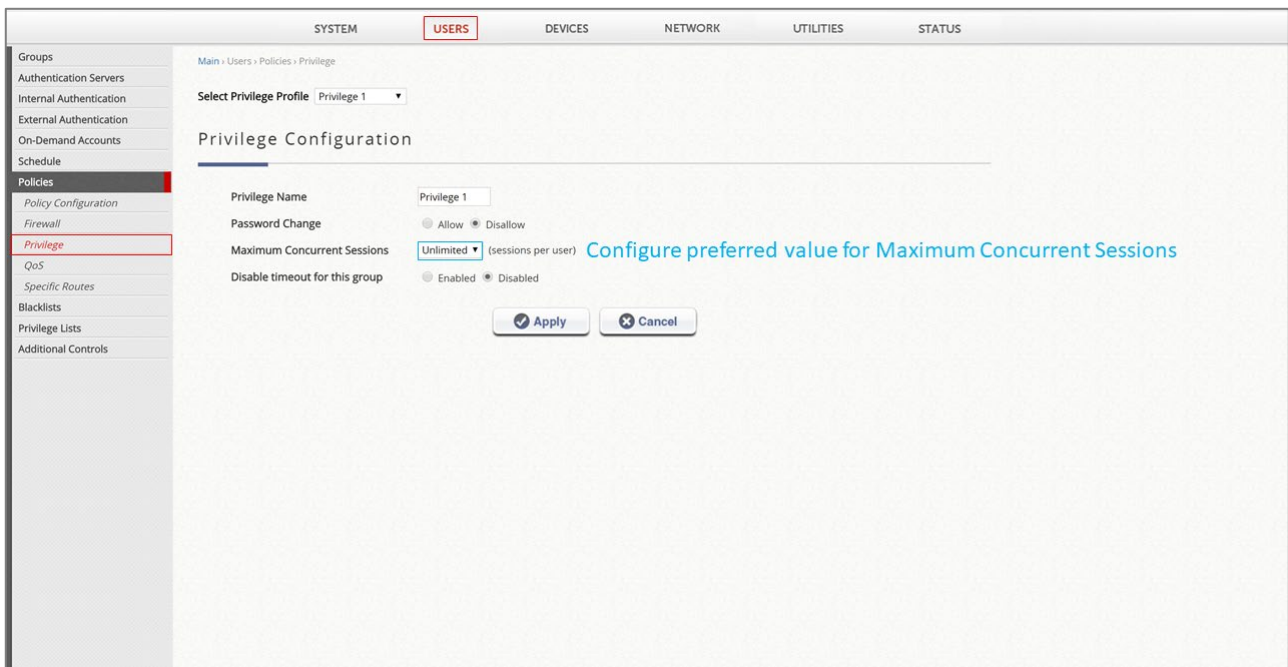 SYSTEM USERS DEVICES NETWORK UTILITIES STATUS
Groups
Authentication Servers
Internal Authentication
External Authentication
On-Demand Accounts
Schedule
Policies
Policy Configuration
Firewall
Privilege
QoS
Specific Routes
Blacklists
Privilege Lists
Additional Controls
Main › Users › Policies › Privilege
Select Privilege Profile Privilege 1
Privilege Configuration
Privilege Name Privilege 1
Password Change Allow Disallow
Maximum Concurrent Sessions Unlimited (sessions per user) Configure preferred value for Maximum Concurrent Sessions
Disable timeout for this group Enabled Disabled
Apply Cancel